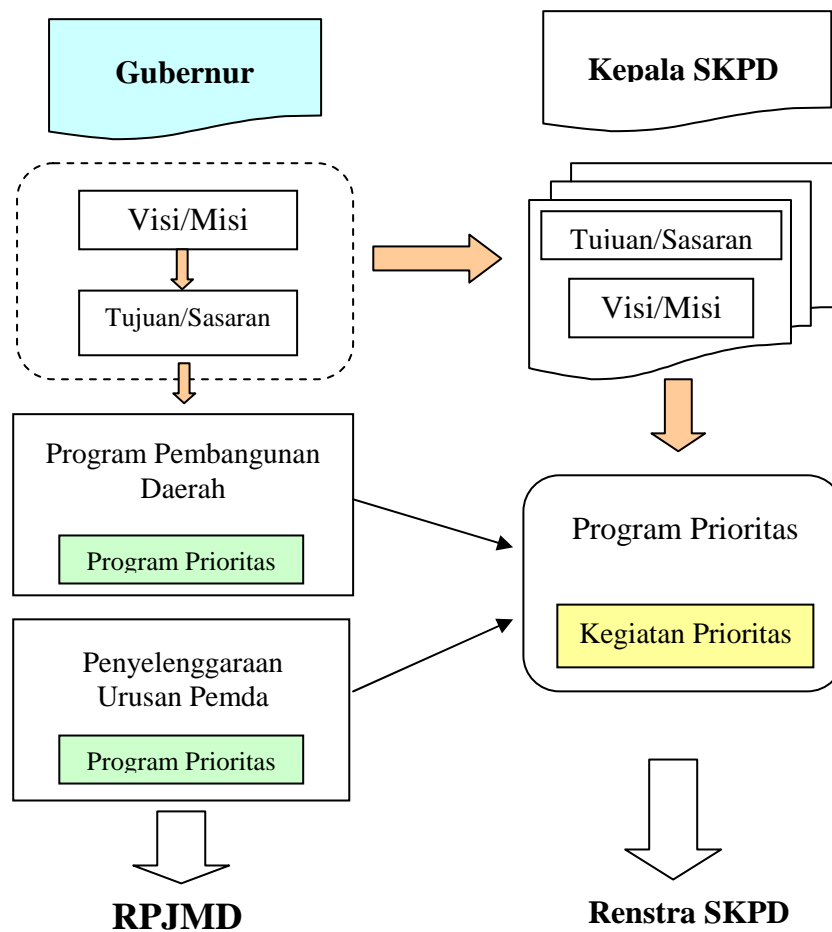 Gubernur
Kepala SKPD
Visi/Misi
Tujuan/Sasaran
Tujuan/Sasaran
Visi/Misi
Program Pembangunan
Daerah
Program Prioritas
Program Prioritas
Kegiatan Prioritas
Penyelenggaraan
Urusan Pemda
Program Prioritas
RPJMD
Renstra SKPD